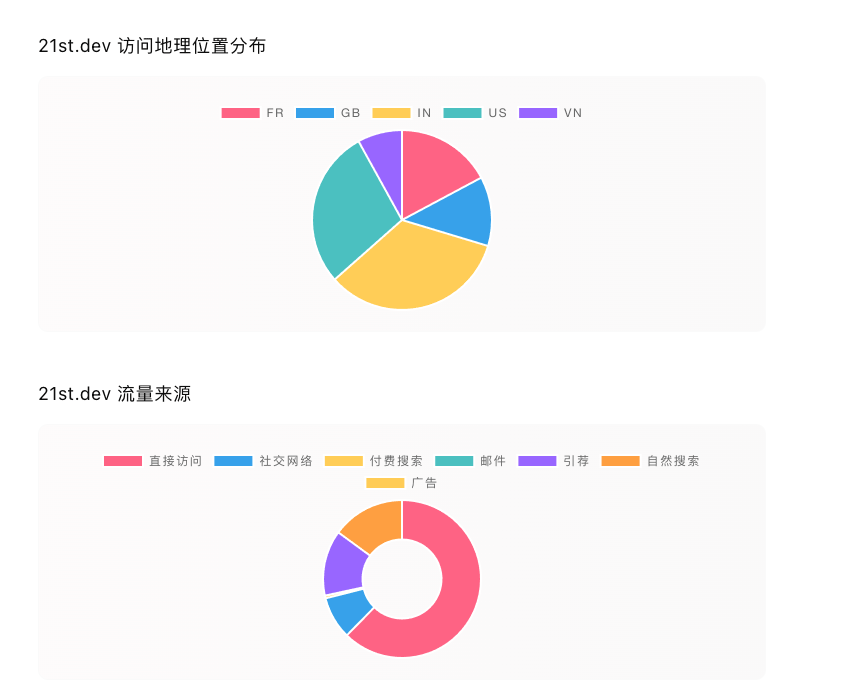 21st.dev 访问地理位置分布
FR GB IN US VN
21st.dev 流量来源
直接访问 社交网络 付费搜索 邮件 引荐 自然搜索
广告